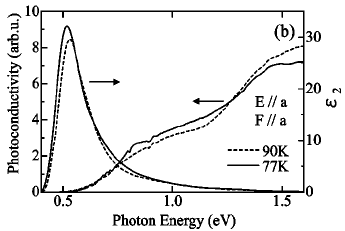 10
8
6
4
2
0
Photoconductivity (arb.u.)
(b)
E // a
F // a
90K
77K
30
20
10
0
ε₂
0.5
1.0
1.5
Photon Energy (eV)